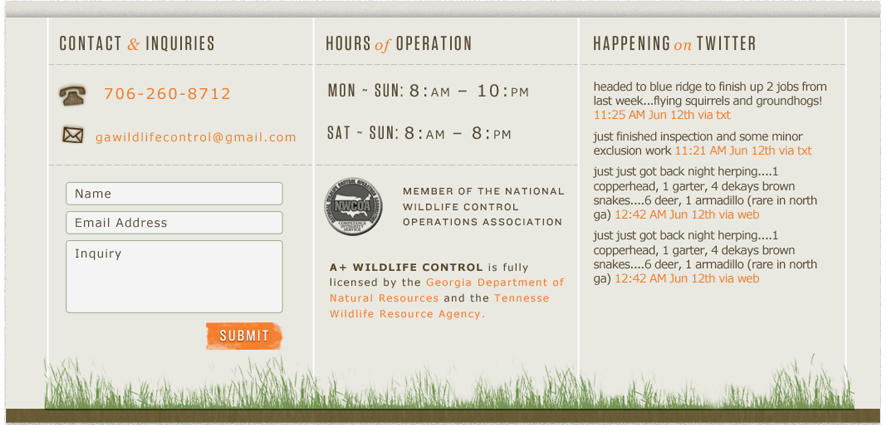 CONTACT & INQUIRIES
706-260-8712
gawildlifecontrol@gmail.com
Name
Email Address
Inquiry
SUBMIT
HOURS of OPERATION
MON ~ SUN: 8:AM – 10:PM
SAT ~ SUN: 8:AM – 8:PM
NWCOA
MEMBER OF THE NATIONAL
WILDLIFE CONTROL
OPERATIONS ASSOCIATION
A+ WILDLIFE CONTROL is fully
licensed by the Georgia Department of
Natural Resources and the Tennesse
Wildlife Resource Agency.
HAPPENING on TWITTER
headed to blue ridge to finish up 2 jobs from
last week...flying squirrels and groundhogs!
11:25 AM Jun 12th via txt
just finished inspection and some minor
exclusion work 11:21 AM Jun 12th via txt
just just got back night herping....1
copperhead, 1 garter, 4 dekays brown
snakes....6 deer, 1 armadillo (rare in north
ga) 12:42 AM Jun 12th via web
just just got back night herping....1
copperhead, 1 garter, 4 dekays brown
snakes....6 deer, 1 armadillo (rare in north
ga) 12:42 AM Jun 12th via web